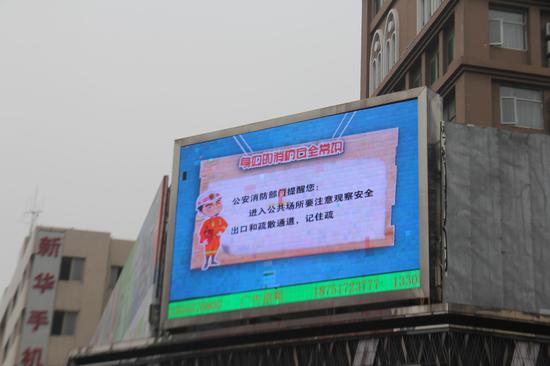 每日的消防安全常识
公安消防部门提醒您：
进入公共场所要注意观察安全
出口和疏散通道，记住疏
18751723177 1330
新华手机